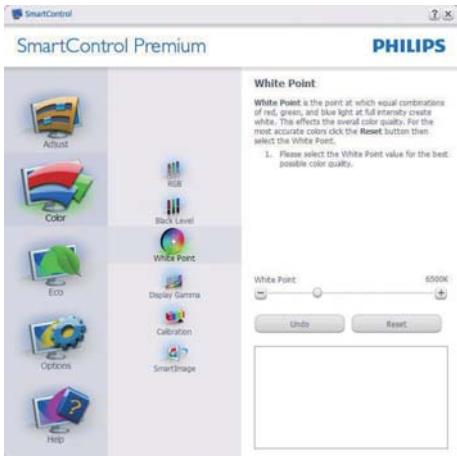 SmartControl
SmartControl Premium
PHILIPS
Adjust
Color
Eco
Options
Help
RGB
Black Level
White Point
Display Gamma
Calibration
SmartImage
White Point
White Point is the point at which equal combinations
of red, green, and blue light at full intensity create
white. This effects the overall color quality. For the
most accurate colors click the Reset button then
select the White Point.
1. Please select the White Point value for the best
possible color quality.
White Point 6500K
Undo Reset